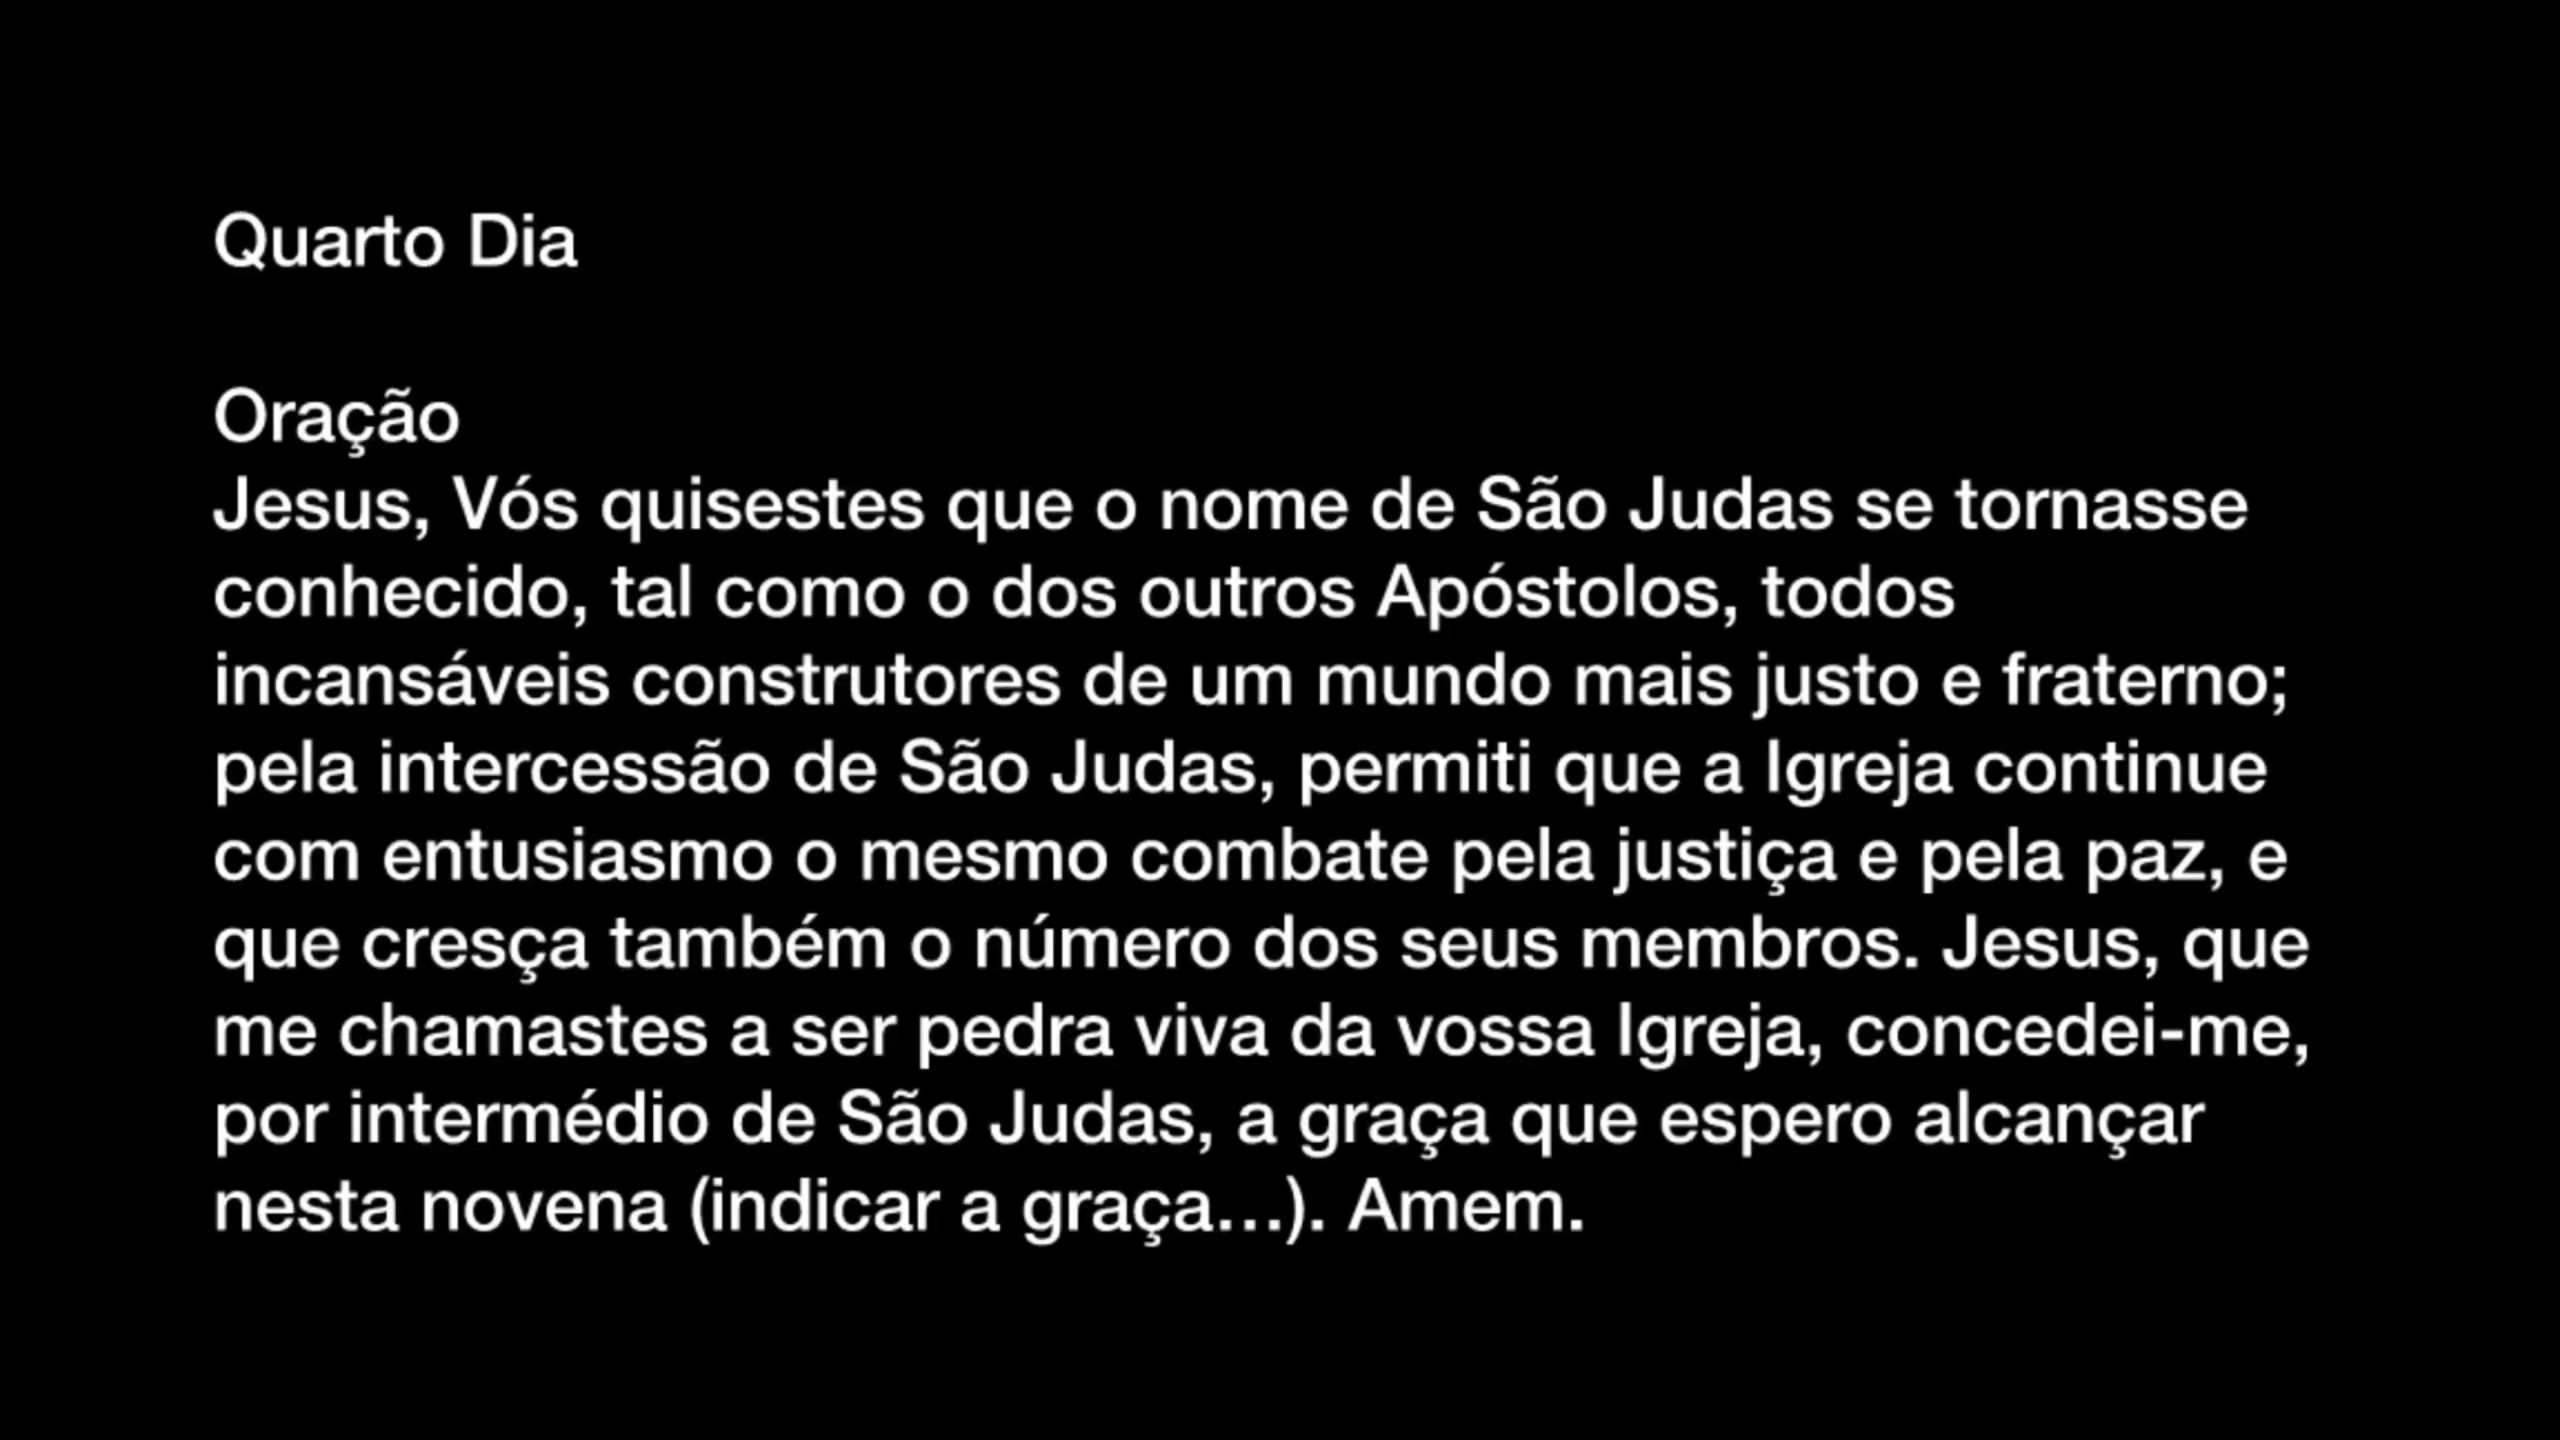 Quarto Dia
Oração
Jesus, Vós quisestes que o nome de São Judas se tornasse
conhecido, tal como o dos outros Apóstolos, todos
incansáveis construtores de um mundo mais justo e fraterno;
pela intercessão de São Judas, permiti que a Igreja continue
com entusiasmo o mesmo combate pela justiça e pela paz, e
que cresça também o número dos seus membros. Jesus, que
me chamastes a ser pedra viva da vossa Igreja, concedei-me,
por intermédio de São Judas, a graça que espero alcançar
nesta novena (indicar a graça...). Amem.